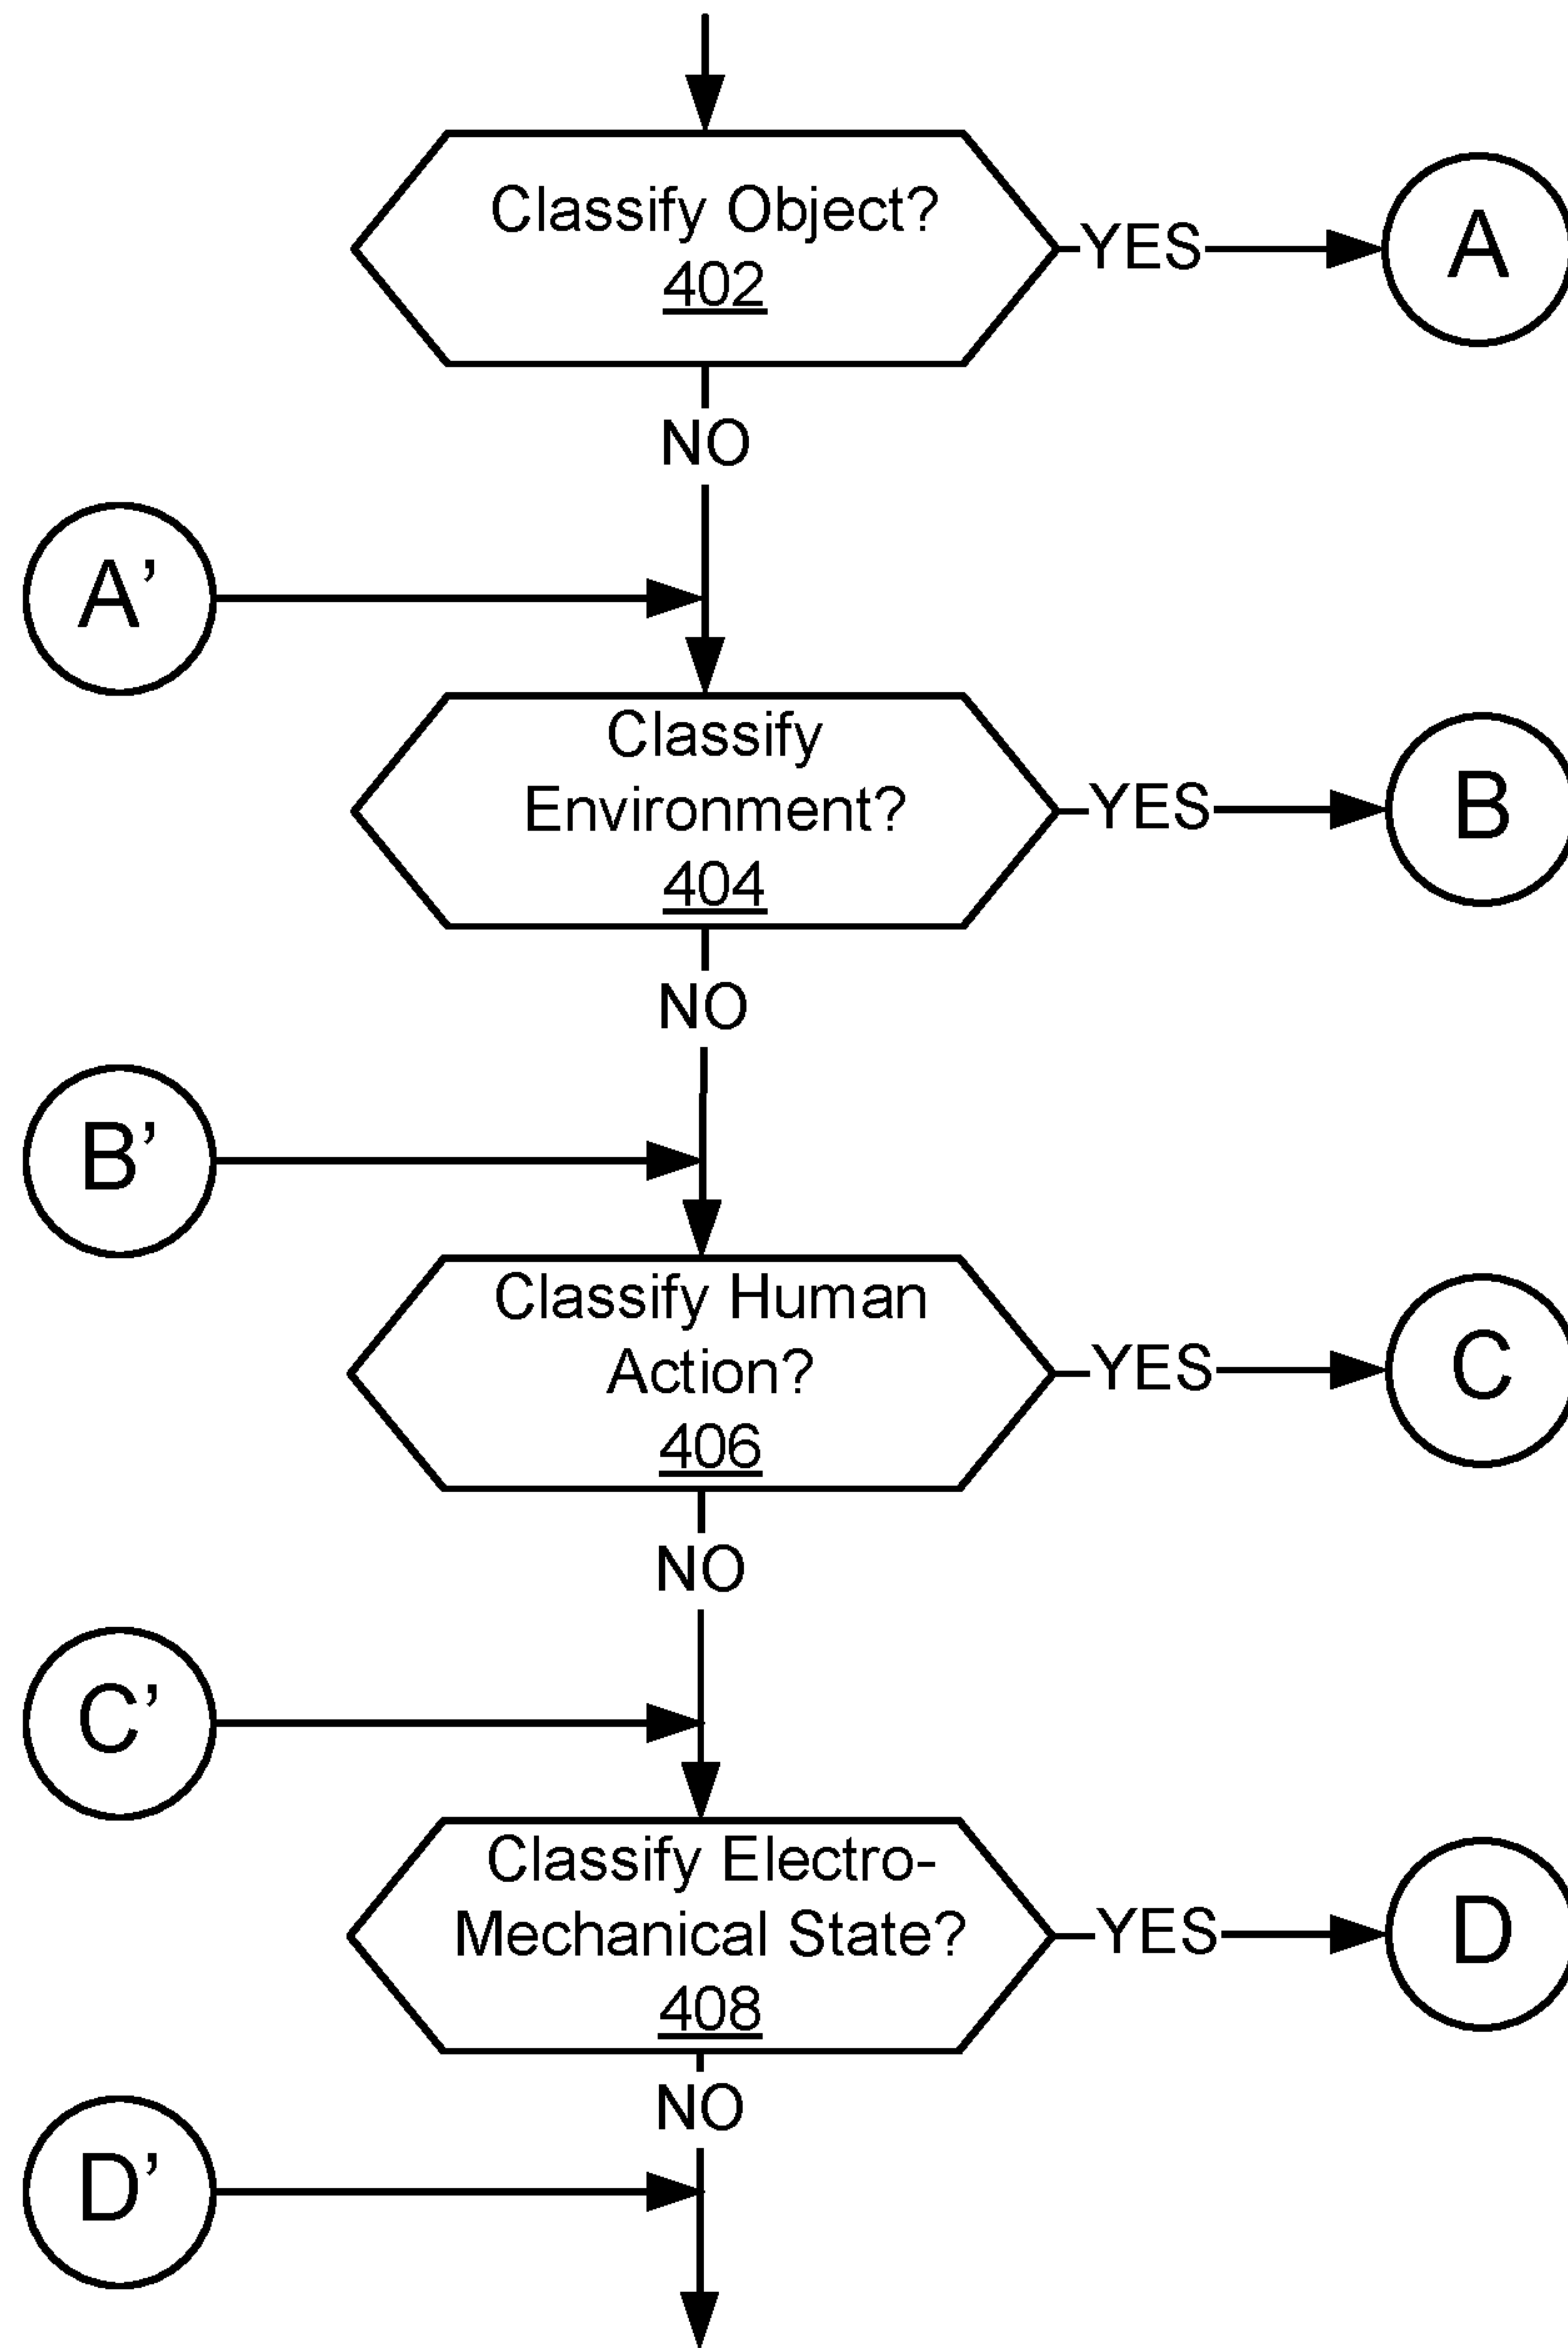 Classify Object?
402
YES
A
NO
A’
Classify
Environment?
404
YES
B
NO
B’
Classify Human
Action?
406
YES
C
NO
C’
Classify Electro-
Mechanical State?
408
YES
D
NO
D’